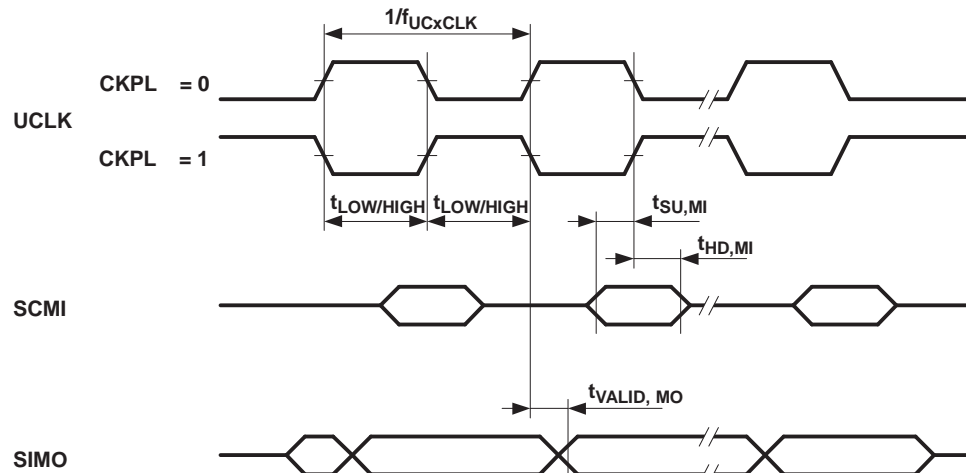 1/fUCxCLK
CKPL = 0
UCLK
CKPL = 1
tLOW/HIGH tLOW/HIGH
tSU,MI
tHD,MI
SCMI
tVALID, MO
SIMO